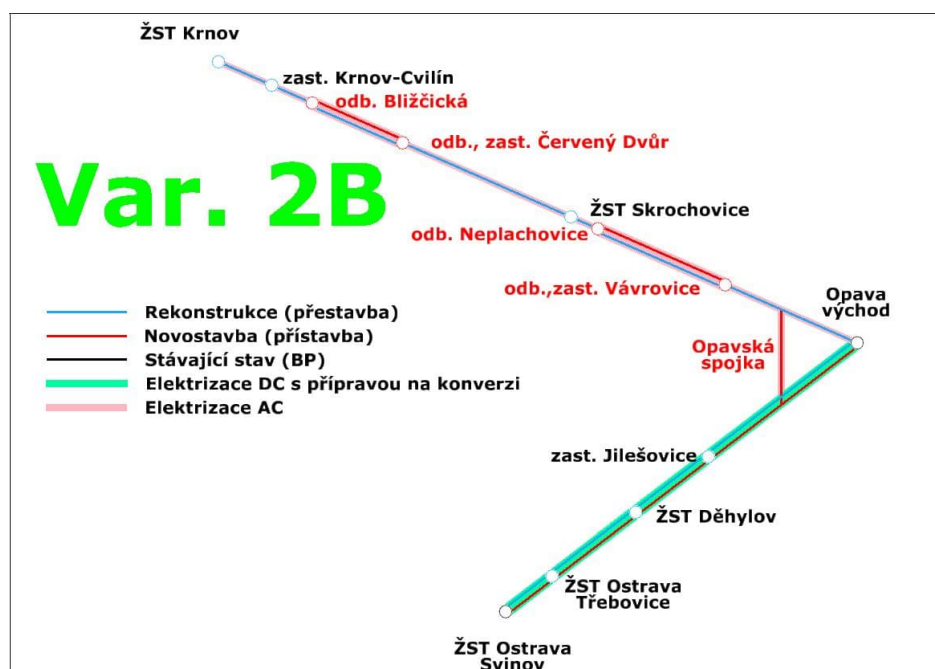 ŽST Krnov
zast. Krnov-Cvilín
odb. Bližčická
odb., zast. Červený Dvůr
Var. 2B
ŽST Skrochovice
odb. Neplachovice
odb.,zast. Vávrovice
Opava
východ
Rekonstrukce (přestavba)
Novostavba (přístavba)
Stávající stav (BP)
Elektrizace DC s přípravou na konverzi
Elektrizace AC
Opavská
spojka
zast. Jilešovice
ŽST Děhylov
ŽST Ostrava
Třebovice
ŽST Ostrava
Svinov